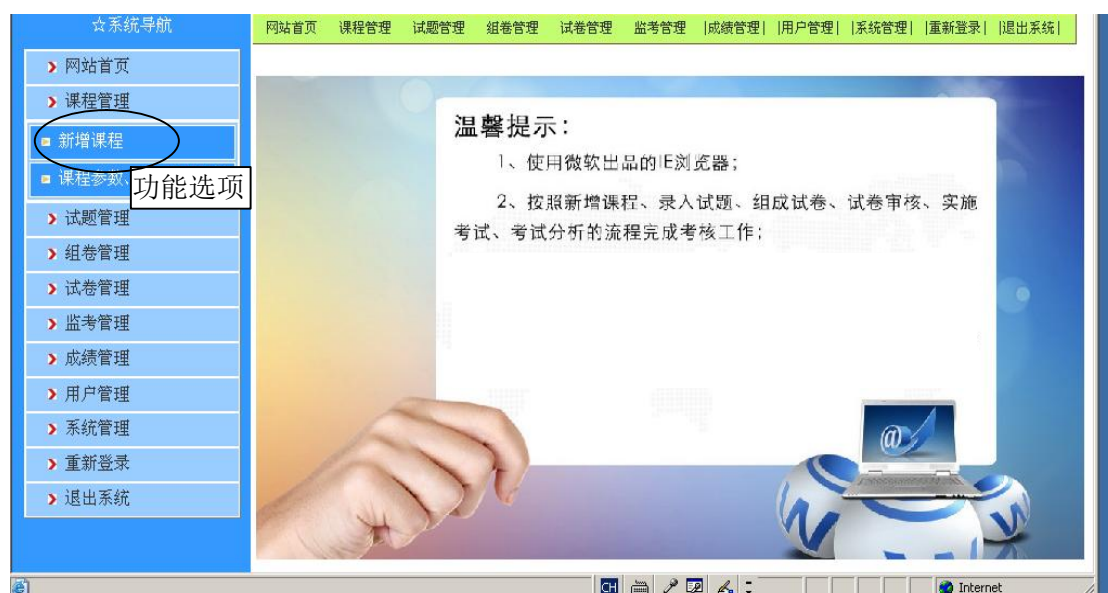 ☆系统导航
网站首页 课程管理 试题管理 组卷管理 试卷管理 监考管理 |成绩管理| |用户管理| |系统管理| |重新登录| |退出系统|
网站首页
课程管理
新增课程
课程参数、
功能选项
试题管理
组卷管理
试卷管理
监考管理
成绩管理
用户管理
系统管理
重新登录
退出系统
温馨提示：
1、使用微软出品的IE浏览器；
2、按照新增课程、录入试题、组成试卷、试卷审核、实施
考试、考试分析的流程完成考核工作；
@
W
W
CH
Internet